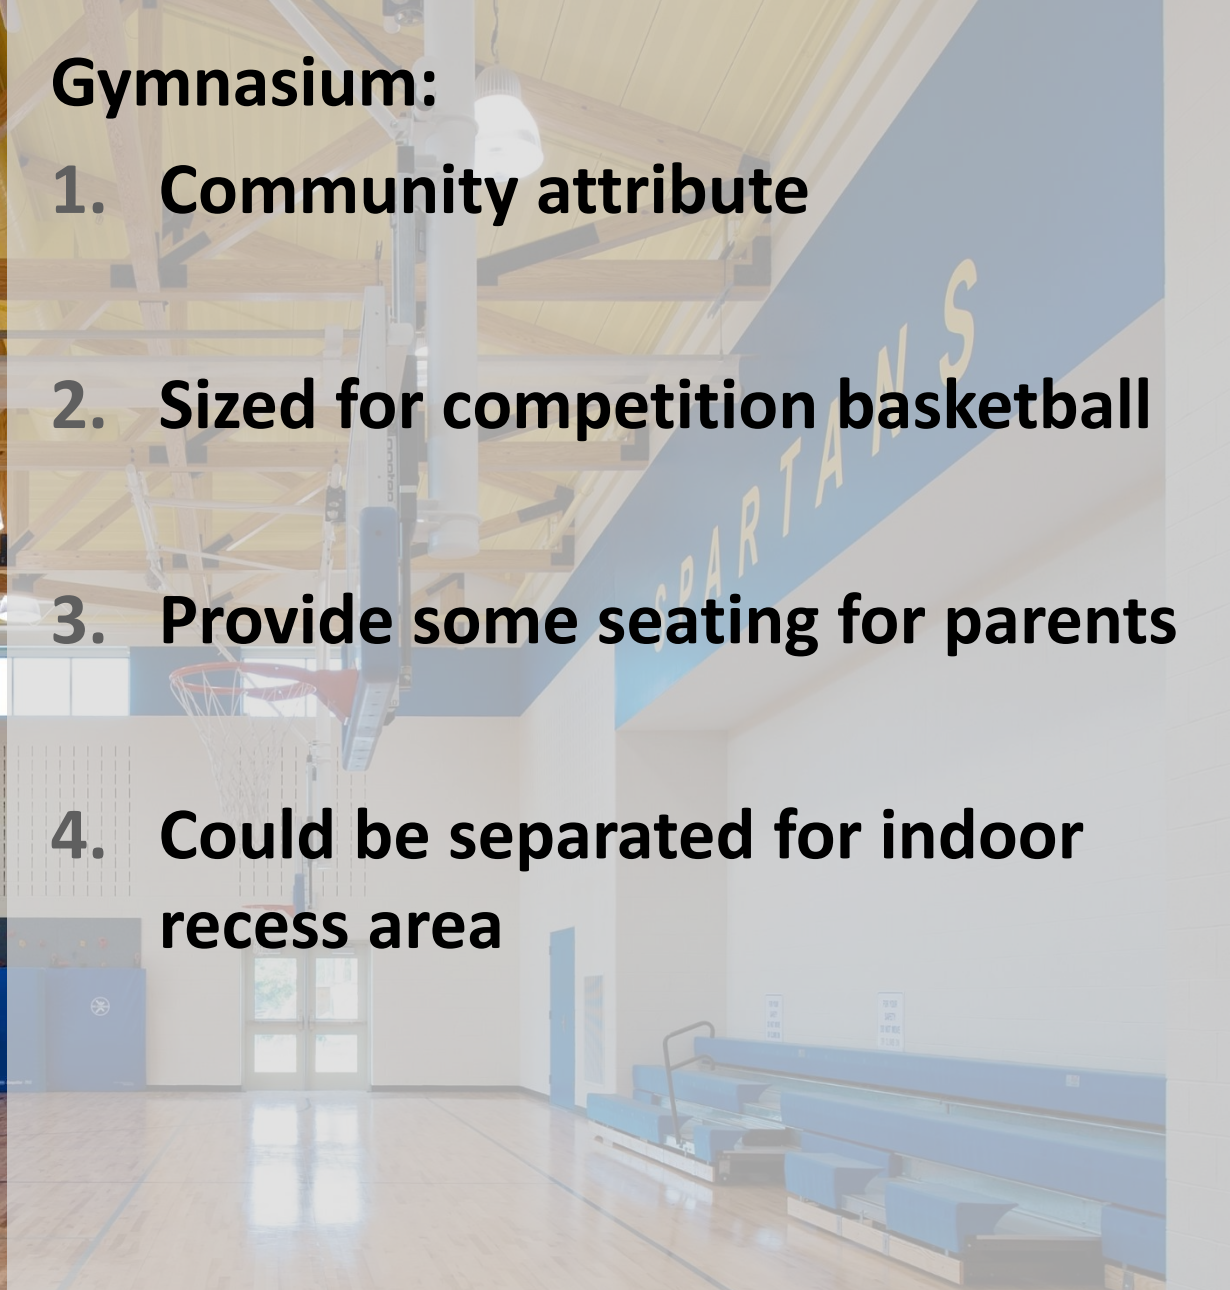 Gymnasium:
1. Community attribute
2. Sized for competition basketball
3. Provide some seating for parents
4. Could be separated for indoor
recess area
SPARTANS